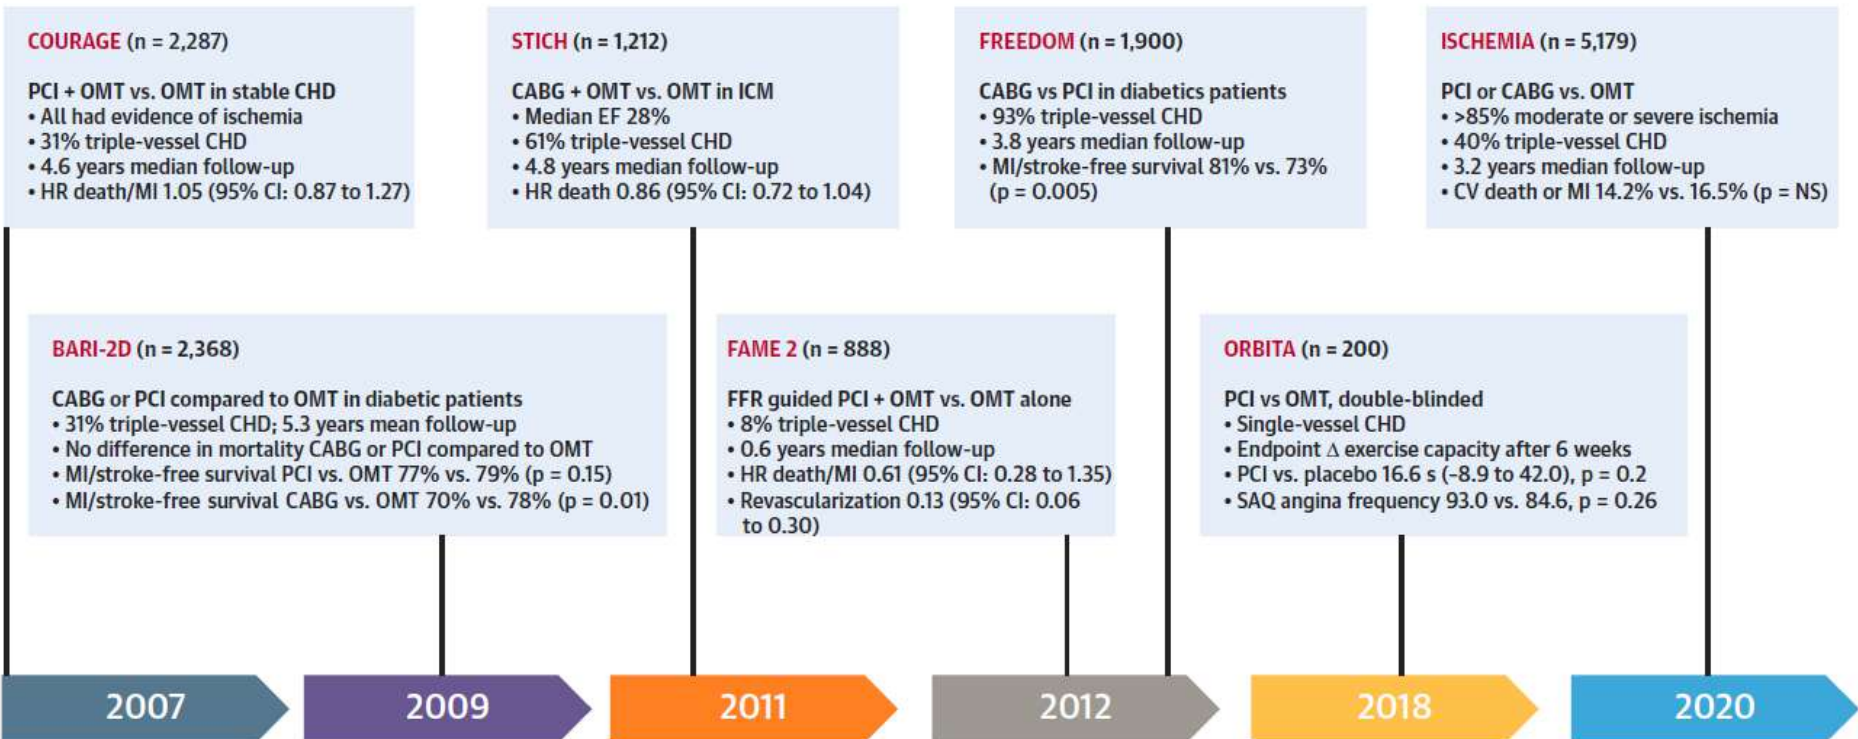 COURAGE (n = 2,287)
PCI + OMT vs. OMT in stable CHD
• All had evidence of ischemia
• 31% triple-vessel CHD
• 4.6 years median follow-up
• HR death/MI 1.05 (95% CI: 0.87 to 1.27)
STICH (n = 1,212)
CABG + OMT vs. OMT in ICM
• Median EF 28%
• 61% triple-vessel CHD
• 4.8 years median follow-up
• HR death 0.86 (95% CI: 0.72 to 1.04)
FREEDOM (n = 1,900)
CABG vs PCI in diabetics patients
• 93% triple-vessel CHD
• 3.8 years median follow-up
• MI/stroke-free survival 81% vs. 73%
(p = 0.005)
ISCHEMIA (n = 5,179)
PCI or CABG vs. OMT
• >85% moderate or severe ischemia
• 40% triple-vessel CHD
• 3.2 years median follow-up
• CV death or MI 14.2% vs. 16.5% (p = NS)
BARI-2D (n = 2,368)
CABG or PCI compared to OMT in diabetic patients
• 31% triple-vessel CHD; 5.3 years mean follow-up
• No difference in mortality CABG or PCI compared to OMT
• MI/stroke-free survival PCI vs. OMT 77% vs. 79% (p = 0.15)
• MI/stroke-free survival CABG vs. OMT 70% vs. 78% (p = 0.01)
FAME 2 (n = 888)
FFR guided PCI + OMT vs. OMT alone
• 8% triple-vessel CHD
• 0.6 years median follow-up
• HR death/MI 0.61 (95% CI: 0.28 to 1.35)
• Revascularization 0.13 (95% CI: 0.06
to 0.30)
ORBITA (n = 200)
PCI vs OMT, double-blinded
• Single-vessel CHD
• Endpoint Δ exercise capacity after 6 weeks
• PCI vs. placebo 16.6 s (–8.9 to 42.0), p = 0.2
• SAQ angina frequency 93.0 vs. 84.6, p = 0.26
2007
2009
2011
2012
2018
2020